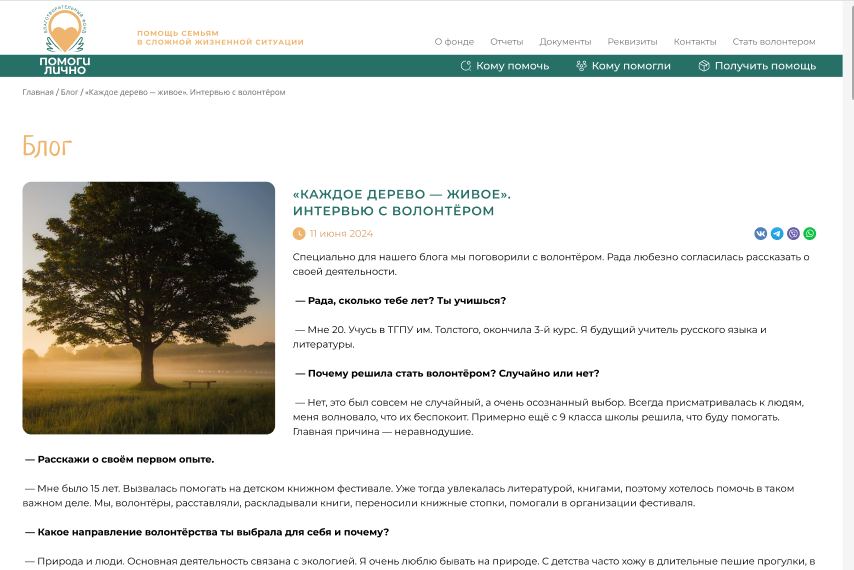 БЛАГОТВОРИТЕЛЬНЫЙ ФОНД
ПОМОГИ
ЛИЧНО
ПОМОЩЬ СЕМЬЯМ
В СЛОЖНОЙ ЖИЗНЕННОЙ СИТУАЦИИ
О фонде Отчеты Документы Реквизиты Контакты Стать волонтером
Кому помочь Кому помогли Получить помощь
Главная / Блог / «Каждое дерево — живое». Интервью с волонтёром
Блог
«КАЖДОЕ ДЕРЕВО — ЖИВОЕ».
ИНТЕРВЬЮ С ВОЛОНТЁРОМ
11 июня 2024
Специально для нашего блога мы поговорили с волонтёром. Рада любезно согласилась рассказать о
своей деятельности.
— Рада, сколько тебе лет? Ты учишься?
— Мне 20. Учусь в ТГПУ им. Толстого, окончила 3-й курс. Я будущий учитель русского языка и
литературы.
— Почему решила стать волонтёром? Случайно или нет?
— Нет, это был совсем не случайный, а очень осознанный выбор. Всегда присматривалась к людям,
меня волновало, что их беспокоит. Примерно ещё с 9 класса школы решила, что буду помогать.
Главная причина — неравнодушие.
— Расскажи о своём первом опыте.
— Мне было 15 лет. Вызвалась помогать на детском книжном фестивале. Уже тогда увлекалась литературой, книгами, поэтому хотелось помочь в таком
важном деле. Мы, волонтёры, расставляли, раскладывали книги, переносили книжные стопки, помогали в организации фестиваля.
— Какое направление волонтёрства ты выбрала для себя и почему?
— Природа и люди. Основная деятельность связана с экологией. Я очень люблю бывать на природе. С детства часто хожу в длительные пешие прогулки, в